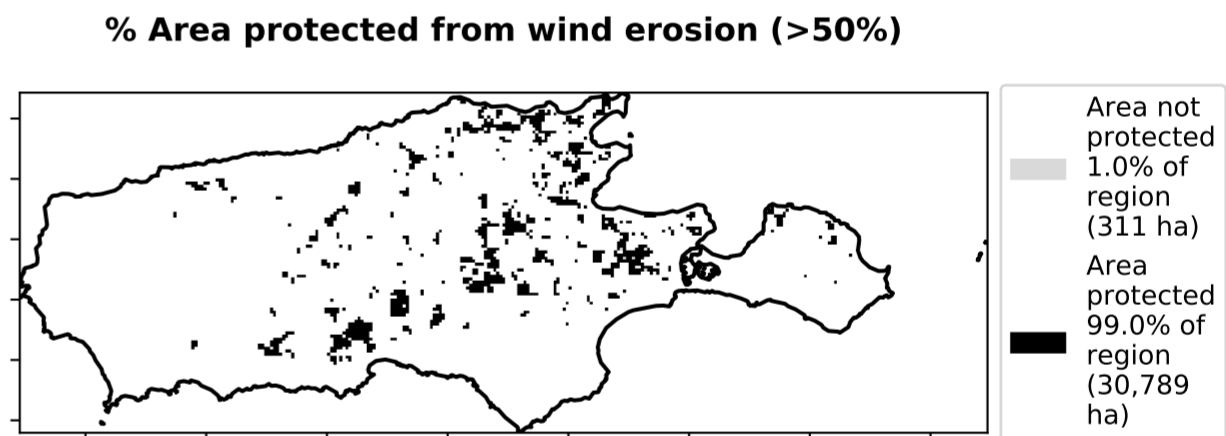 % Area protected from wind erosion (>50%)
Area not
protected
1.0% of
region
(311 ha)
Area
protected
99.0% of
region
(30,789
ha)